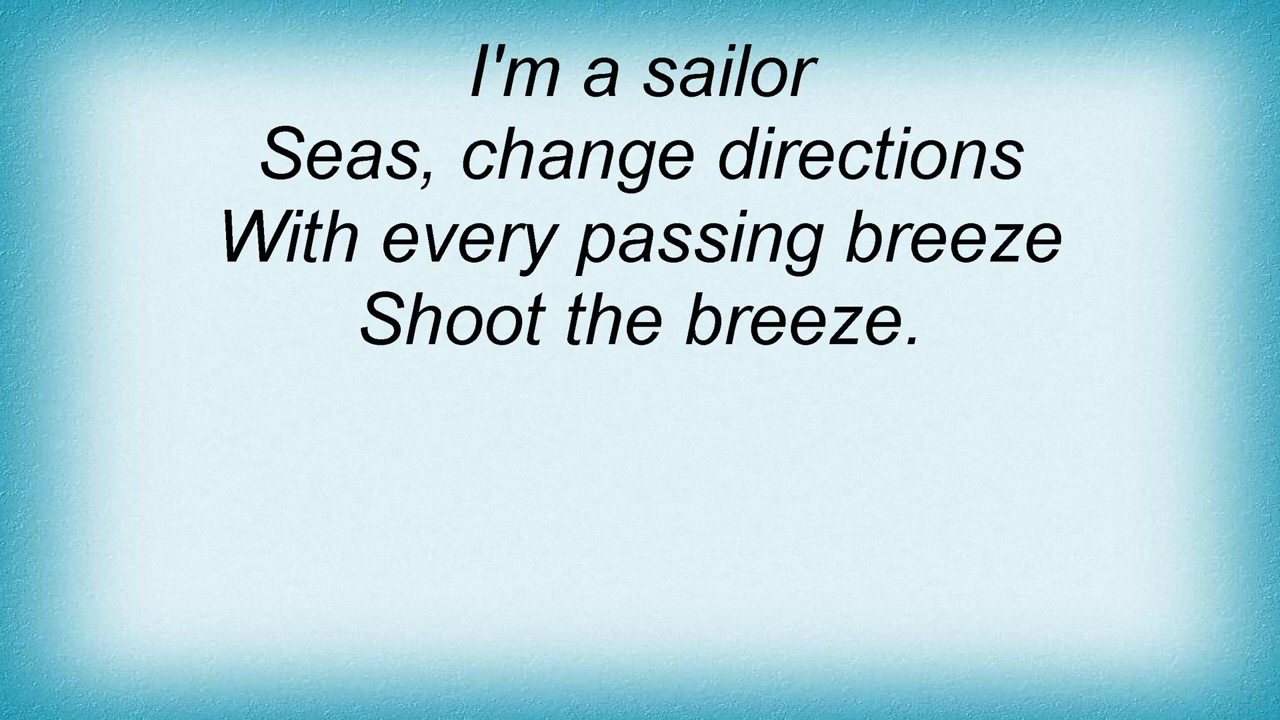 I'm a sailor
Seas, change directions
With every passing breeze
Shoot the breeze.